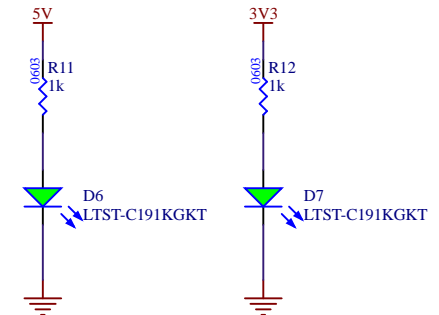 5V
0603
R11
1k
D6
LTST-C191KGKT
3V3
0603
R12
1k
D7
LTST-C191KGKT